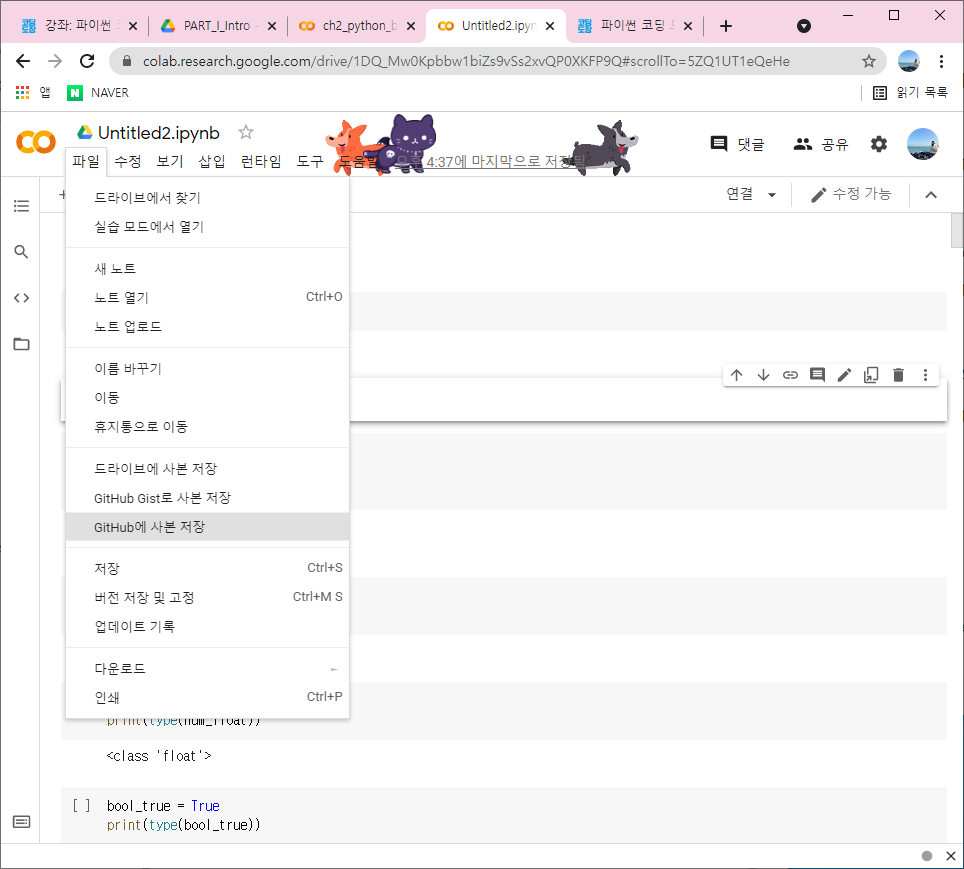 강좌: 파이썬
PART_I_Intro -
ch2_python_b
Untitled2.ipyn
파이썬 코딩
colab.research.google.com/drive/1DQ_Mw0Kpbbw1biZs9vSs2xvQP0XKFP9Q#scrollTo=5ZQ1UT1eQeHe
앱 NAVER 읽기 목록
Untitled2.ipynb
댓글 공유
파일 수정 보기 삽입 런타임 도구 도움말 오후 4:37에 마지막으로 저장됨
연결 수정 가능
드라이브에서 찾기
실습 모드에서 열기
새 노트
노트 열기 Ctrl+O
노트 업로드
이름 바꾸기
이동
휴지통으로 이동
드라이브에 사본 저장
GitHub Gist로 사본 저장
GitHub에 사본 저장
저장 Ctrl+S
버전 저장 및 고정 Ctrl+M S
업데이트 기록
다운로드 ►
인쇄 Ctrl+P
print(type(num_float))
<class 'float'>
[ ] bool_true = True
print(type(bool_true))